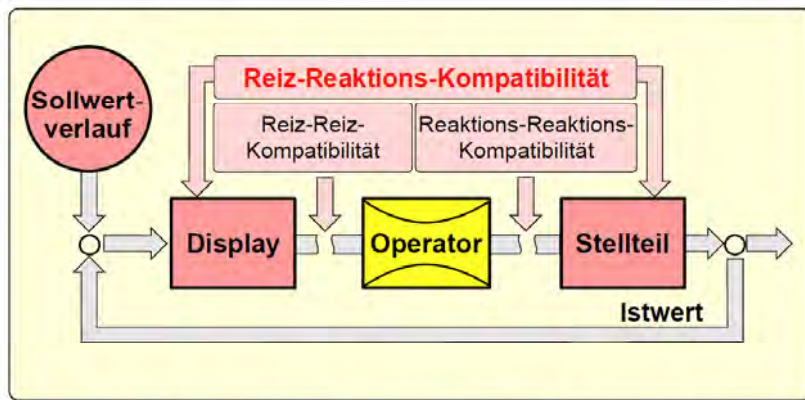 Reiz-Reaktions-Kompatibilität
Sollwert-
verlauf
Reiz-Reiz-
Kompatibilität
Reaktions-Reaktions-
Kompatibilität
Display
Operator
Stellteil
Istwert